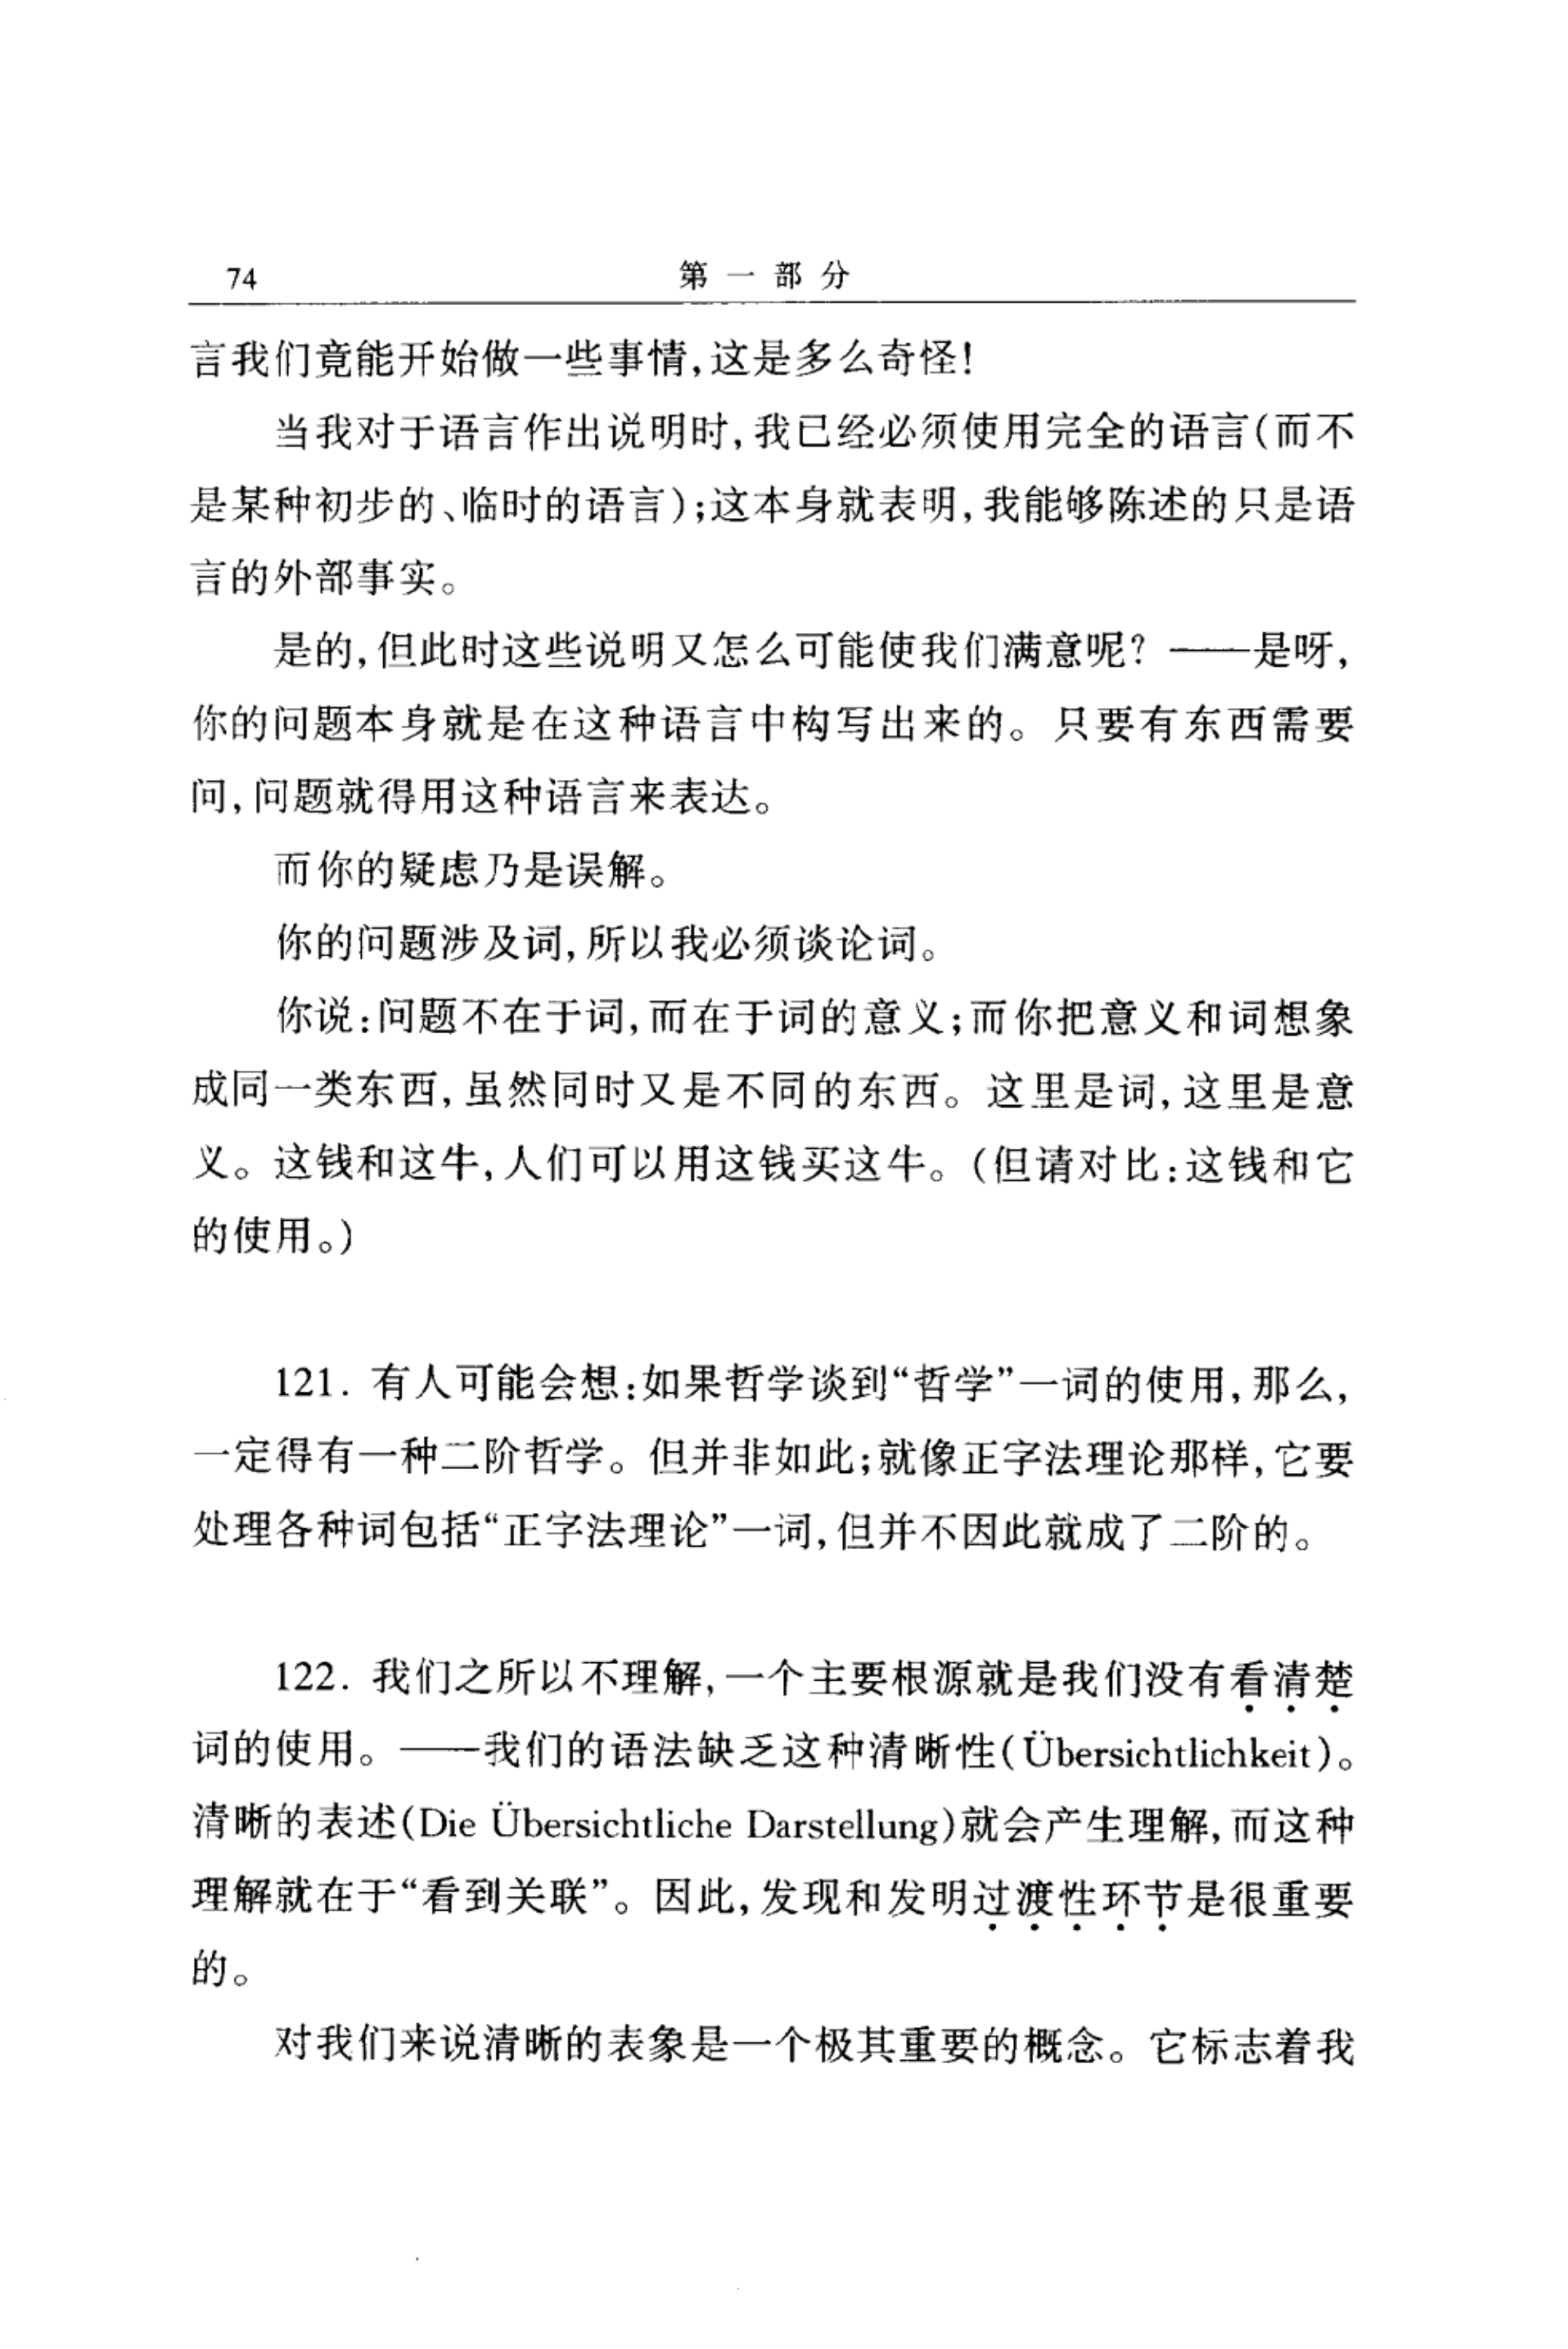 74 第一部分
言我们竟能开始做一些事情,这是多么奇怪!
当我对于语言作出说明时,我已经必须使用完全的语言(而不
是某种初步的、临时的语言);这本身就表明,我能够陈述的只是语
言的外部事实。
是的,但此时这些说明又怎么可能使我们满意呢? ——是呀,
你的问题本身就是在这种语言中构写出来的。只要有东西需要
问,问题就得用这种语言来表达。
而你的疑虑乃是误解。
你的问题涉及词,所以我必须谈论词。
你说:问题不在于词,而在于词的意义;而你把意义和词想象
成同一类东西,虽然同时又是不同的东西。这里是词,这里是意
义。这钱和这牛,人们可以用这钱买这牛。(但请对比:这钱和它
的使用。)
121. 有人可能会想:如果哲学谈到“哲学”一词的使用,那么,
一定得有一种二阶哲学。但并非如此;就像正字法理论那样,它要
处理各种词包括“正字法理论”一词,但并不因此就成了二阶的。
122. 我们之所以不理解,一个主要根源就是我们没有看清楚
词的使用。——我们的语法缺乏这种清晰性(Übersichtlichkeit)。
清晰的表述(Die Übersichtliche Darstellung)就会产生理解,而这种
理解就在于“看到关联”。因此,发现和发明过渡性环节是很重要
的。
对我们来说清晰的表象是一个极其重要的概念。它标志着我